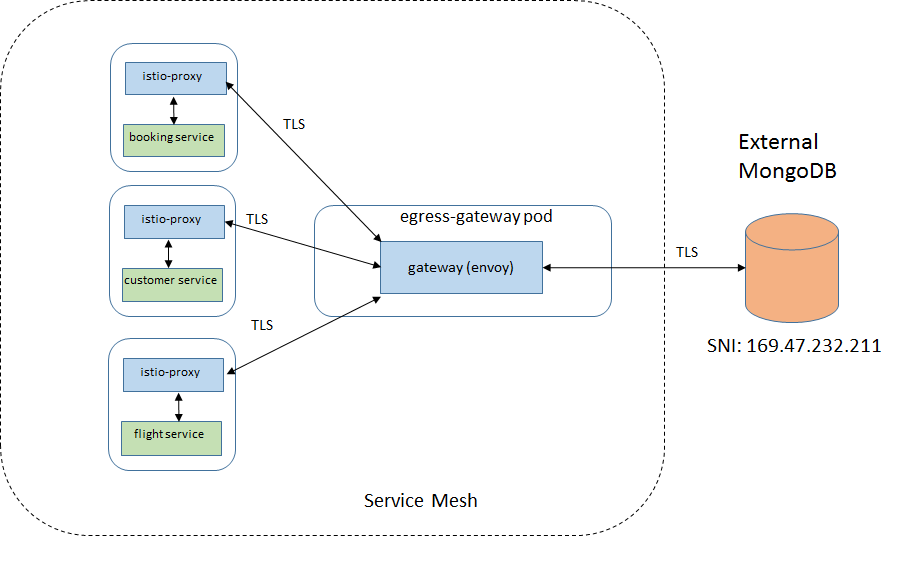 istio-proxy
booking service
TLS
External
MongoDB
istio-proxy
customer service
TLS
egress-gateway pod
gateway (envoy)
TLS
SNI: 169.47.232.211
TLS
istio-proxy
flight service
Service Mesh